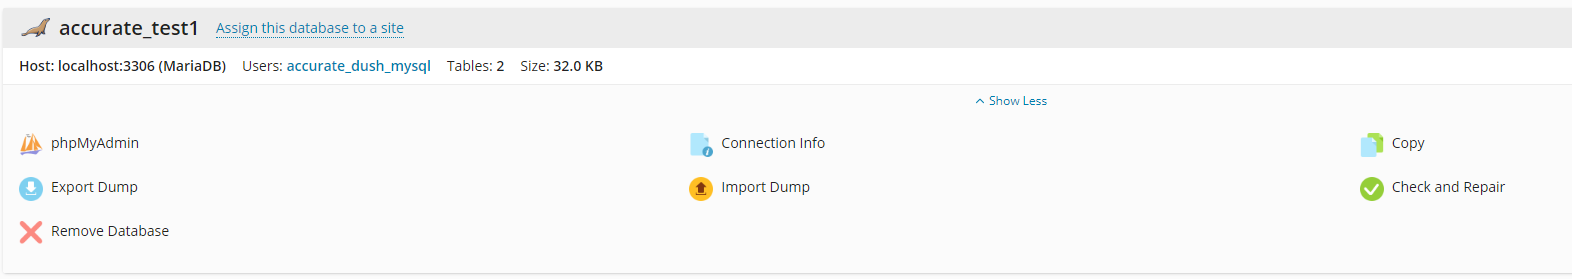 accurate_test1 Assign this database to a site
Host: localhost:3306 (MariaDB) Users: accurate_dush_mysql Tables: 2 Size: 32.0 KB
Show Less
phpMyAdmin Connection Info Copy
Export Dump Import Dump Check and Repair
Remove Database